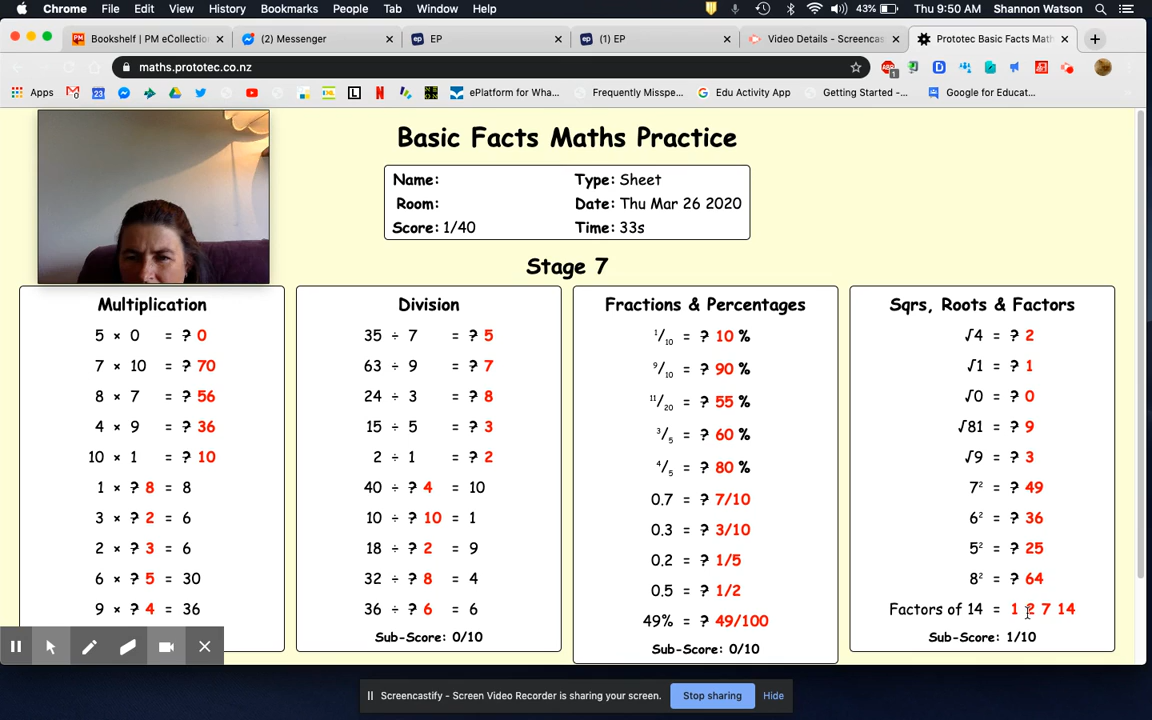 Chrome File Edit View History Bookmarks People Tab Window Help 43% Thu 9:50 AM Shannon Watson
Bookshelf | PM eCollectio (2) Messenger EP (1) EP Video Details - Screencas Prototec Basic Facts Math
maths.prototec.co.nz
Apps ePlatform for Wha... Frequently Misspe... Edu Activity App Getting Started -... Google for Educat...
Basic Facts Maths Practice
Name: Type: Sheet
Room: Date: Thu Mar 26 2020
Score: 1/40 Time: 33s
Stage 7
Multiplication
5 × 0 = ? 0
7 × 10 = ? 70
8 × 7 = ? 56
4 × 9 = ? 36
10 × 1 = ? 10
1 × ? 8 = 8
3 × ? 2 = 6
2 × ? 3 = 6
6 × ? 5 = 30
9 × ? 4 = 36
Division
35 ÷ 7 = ? 5
63 ÷ 9 = ? 7
24 ÷ 3 = ? 8
15 ÷ 5 = ? 3
2 ÷ 1 = ? 2
40 ÷ ? 4 = 10
10 ÷ ? 10 = 1
18 ÷ ? 2 = 9
32 ÷ ? 8 = 4
36 ÷ ? 6 = 6
Sub-Score: 0/10
Fractions & Percentages
1/10 = ? 10 %
9/10 = ? 90 %
11/20 = ? 55 %
3/5 = ? 60 %
4/5 = ? 80 %
0.7 = ? 7/10
0.3 = ? 3/10
0.2 = ? 1/5
0.5 = ? 1/2
49% = ? 49/100
Sub-Score: 0/10
Sqrs, Roots & Factors
√4 = ? 2
√1 = ? 1
√0 = ? 0
√81 = ? 9
√9 = ? 3
7² = ? 49
6² = ? 36
5² = ? 25
8² = ? 64
Factors of 14 = 1 2 7 14
Sub-Score: 1/10
Screencastify - Screen Video Recorder is sharing your screen. Stop sharing Hide